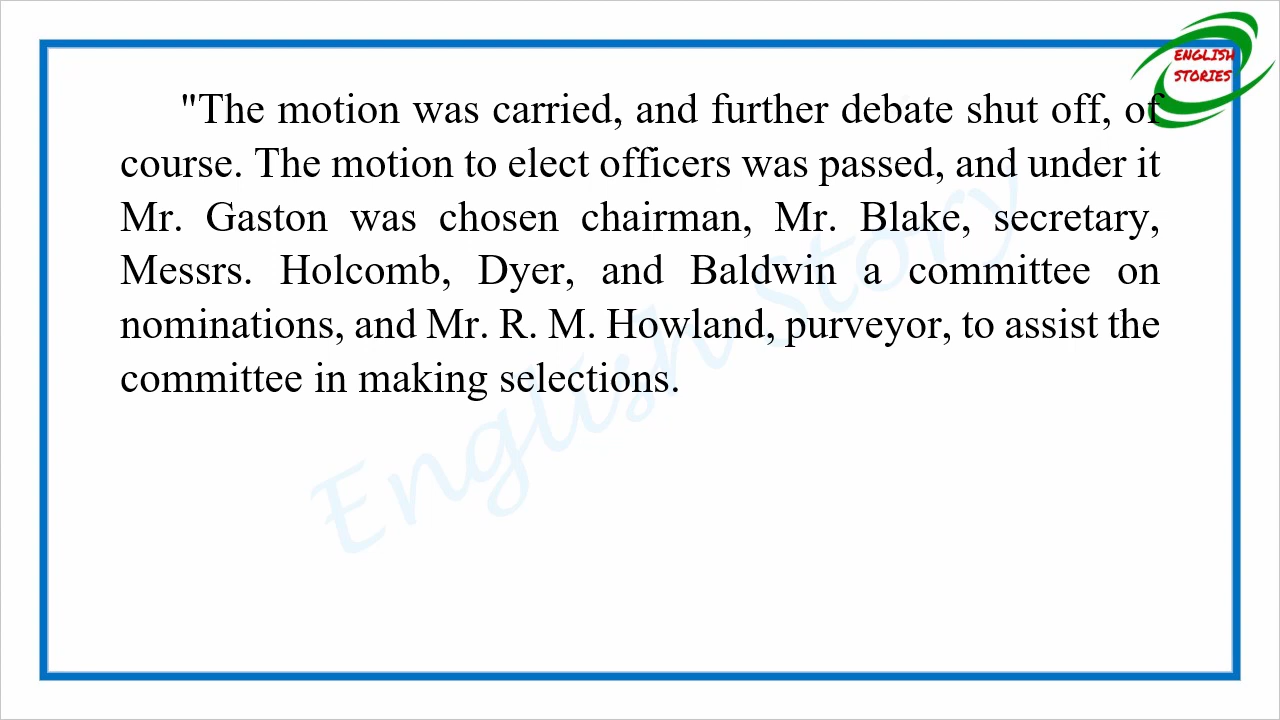 ENGLISH
STORIES
"The motion was carried, and further debate shut off, of
course. The motion to elect officers was passed, and under it
Mr. Gaston was chosen chairman, Mr. Blake, secretary,
Messrs. Holcomb, Dyer, and Baldwin a committee on
nominations, and Mr. R. M. Howland, purveyor, to assist the
committee in making selections.
English Story